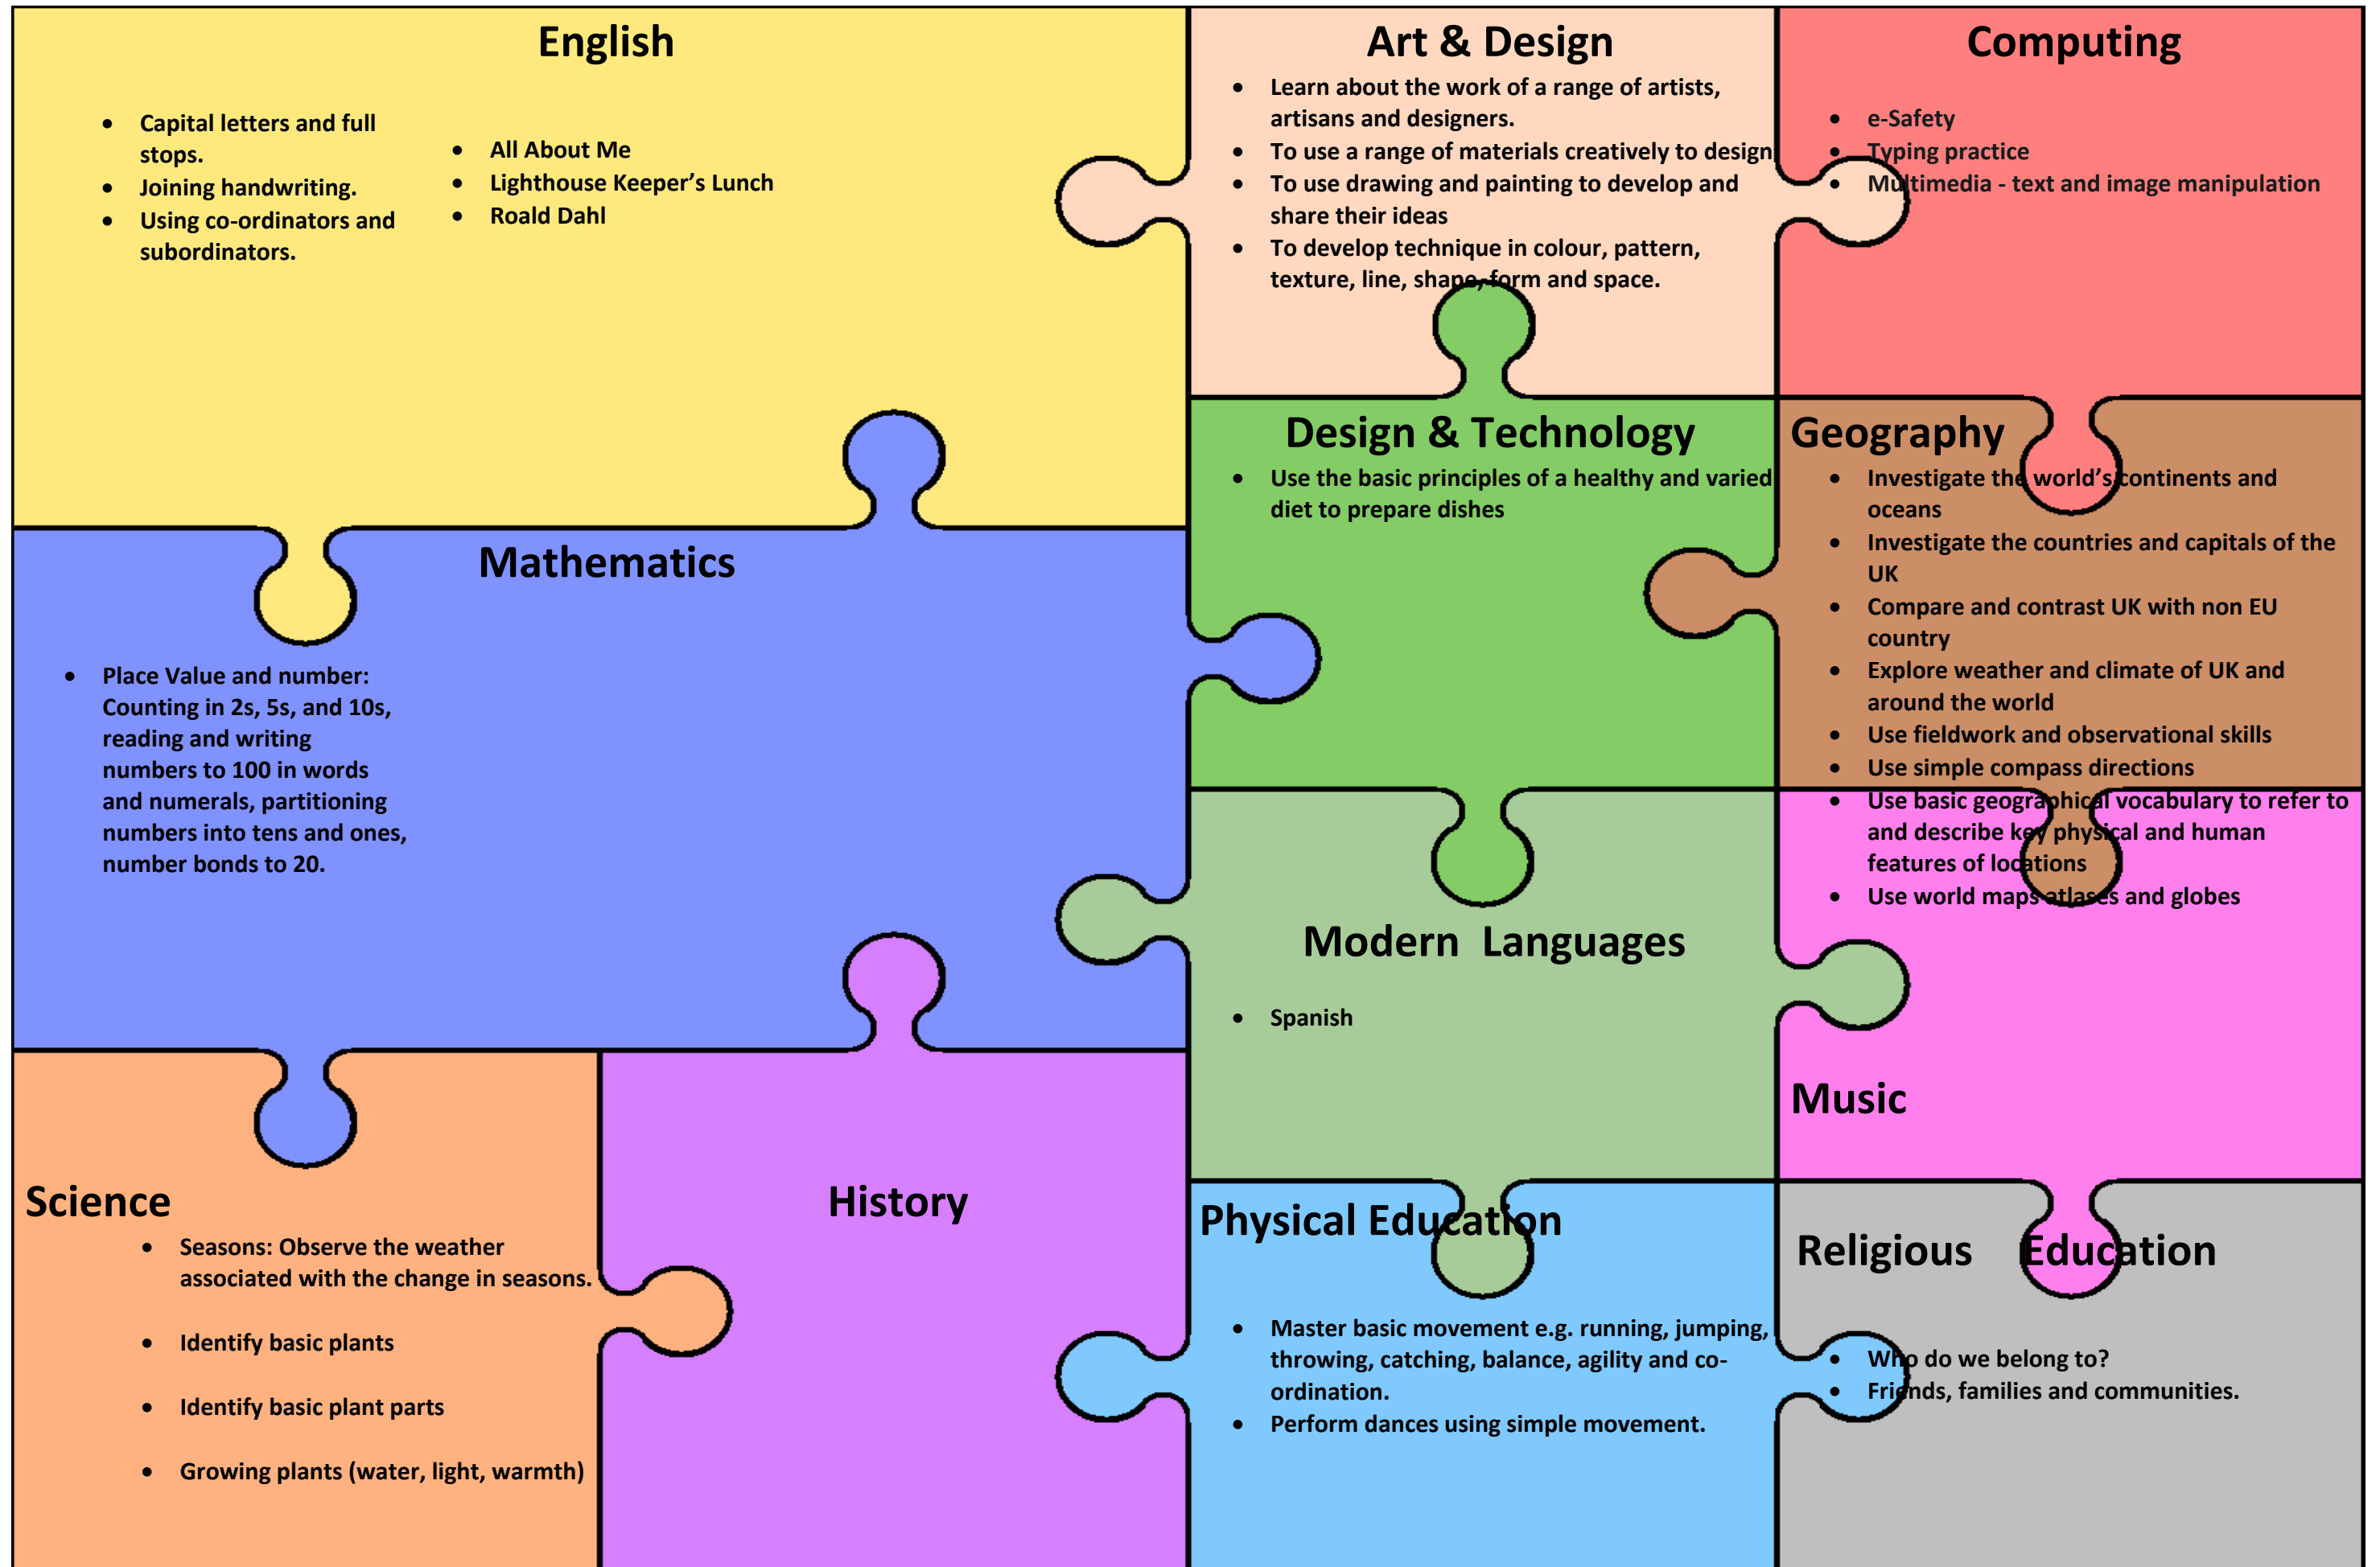 English
• Capital letters and full
stops.
• Joining handwriting.
• Using co-ordinators and
subordinators.
• All About Me
• Lighthouse Keeper’s Lunch
• Roald Dahl
Art & Design
• Learn about the work of a range of artists,
artisans and designers.
• To use a range of materials creatively to design
• To use drawing and painting to develop and
share their ideas
• To develop technique in colour, pattern,
texture, line, shape, form and space.
Computing
• e-Safety
• Typing practice
• Multimedia - text and image manipulation
Mathematics
• Place Value and number:
Counting in 2s, 5s, and 10s,
reading and writing
numbers to 100 in words
and numerals, partitioning
numbers into tens and ones,
number bonds to 20.
Design & Technology
• Use the basic principles of a healthy and varied
diet to prepare dishes
Geography
• Investigate the world’s continents and
oceans
• Investigate the countries and capitals of the
UK
• Compare and contrast UK with non EU
country
• Explore weather and climate of UK and
around the world
• Use fieldwork and observational skills
• Use simple compass directions
• Use basic geographical vocabulary to refer to
and describe key physical and human
features of locations
• Use world maps atlases and globes
Modern Languages
• Spanish
Music
Science
• Seasons: Observe the weather
associated with the change in seasons.
• Identify basic plants
• Identify basic plant parts
• Growing plants (water, light, warmth)
History
Physical Education
• Master basic movement e.g. running, jumping,
throwing, catching, balance, agility and co-
ordination.
• Perform dances using simple movement.
Religious Education
• Who do we belong to?
• Friends, families and communities.